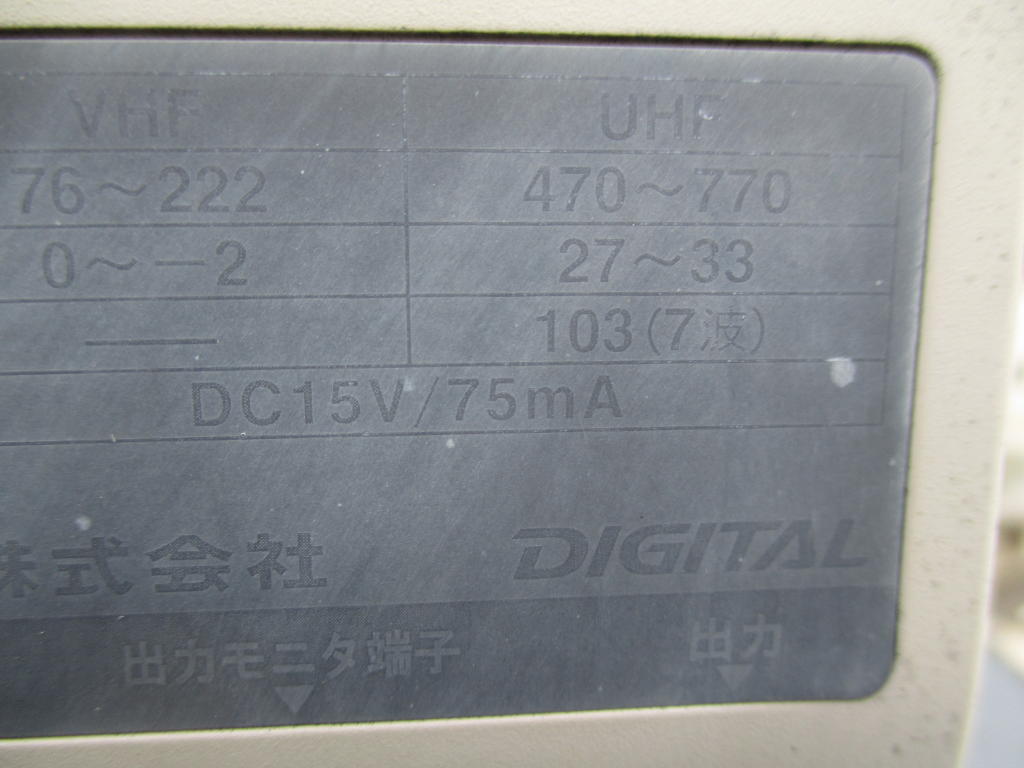 VHF UHF
76～222 470～770
0～－2 27～33
—— 103(7波)
DC15V/75mA
株式会社 DIGITAL
出力モニタ端子 出力